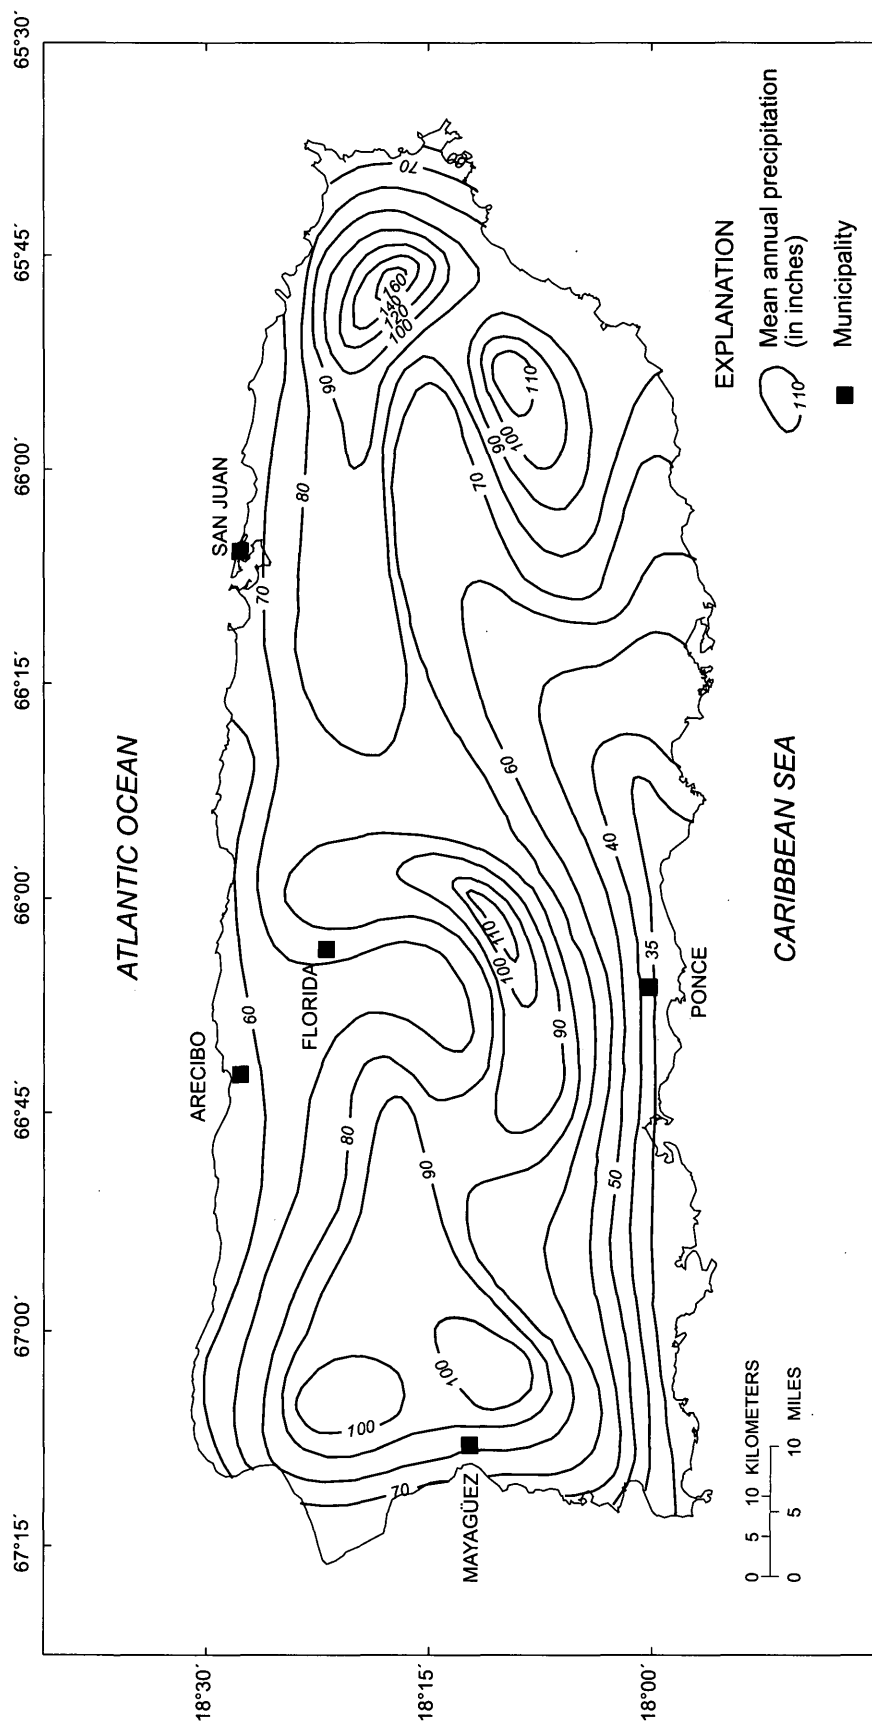 67°15´
67°00´
66°45´
66°00´
66°15´
66°00´
65°45´
65°30´
18°30´
18°15´
18°00´
ATLANTIC OCEAN
ARECIBO
FLORIDA
SAN JUAN
MAYAGÜEZ
PONCE
CARIBBEAN SEA
70
100
100
90
80
60
50
90
100
110
35
40
60
70
80
90
70
90
100
110
100
120
140
160
70
60
0 5 10 KILOMETERS
0 5 10 MILES
EXPLANATION
110
Mean annual precipitation
(in inches)
Municipality